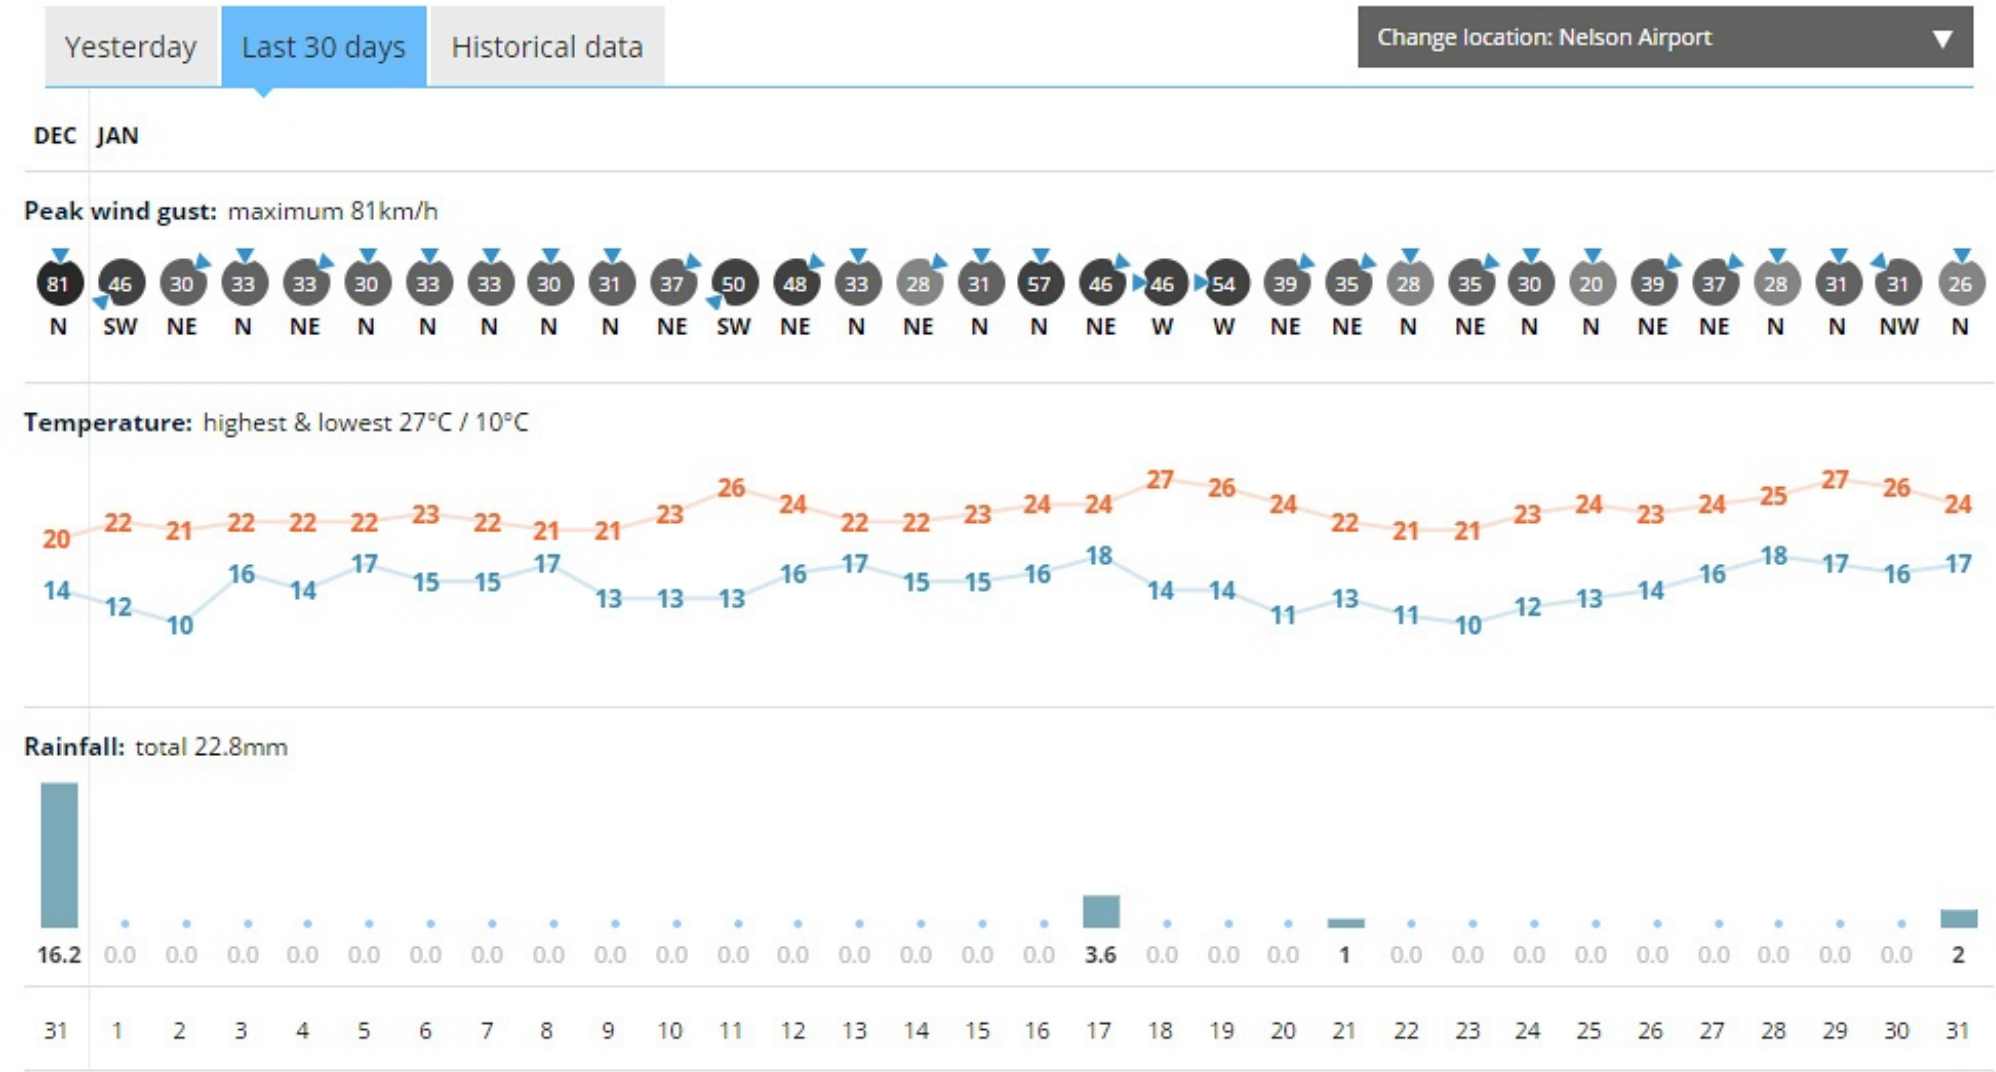 Yesterday Last 30 days Historical data Change location: Nelson Airport
DEC JAN
Peak wind gust: maximum 81km/h
81 46 30 33 33 30 33 33 30 31 37 50 48 33 28 31 57 46 46 54 39 35 28 35 30 20 39 37 28 31 31 26
N SW NE N NE N N N N N NE SW NE N NE N N NE W W NE NE N NE N N NE NE N N NW N
Temperature: highest & lowest 27°C / 10°C
20 22 21 22 22 22 23 22 21 21 23 26 24 22 22 23 24 24 27 26 24 22 21 21 23 24 23 24 25 27 26 24
14 12 10 16 14 17 15 15 17 13 13 13 16 17 15 15 16 18 14 14 11 13 11 10 12 13 14 16 18 17 16 17
Rainfall: total 22.8mm
16.2 0.0 0.0 0.0 0.0 0.0 0.0 0.0 0.0 0.0 0.0 0.0 0.0 0.0 0.0 0.0 0.0 3.6 0.0 0.0 0.0 1 0.0 0.0 0.0 0.0 0.0 0.0 0.0 0.0 0.0 2
31 1 2 3 4 5 6 7 8 9 10 11 12 13 14 15 16 17 18 19 20 21 22 23 24 25 26 27 28 29 30 31